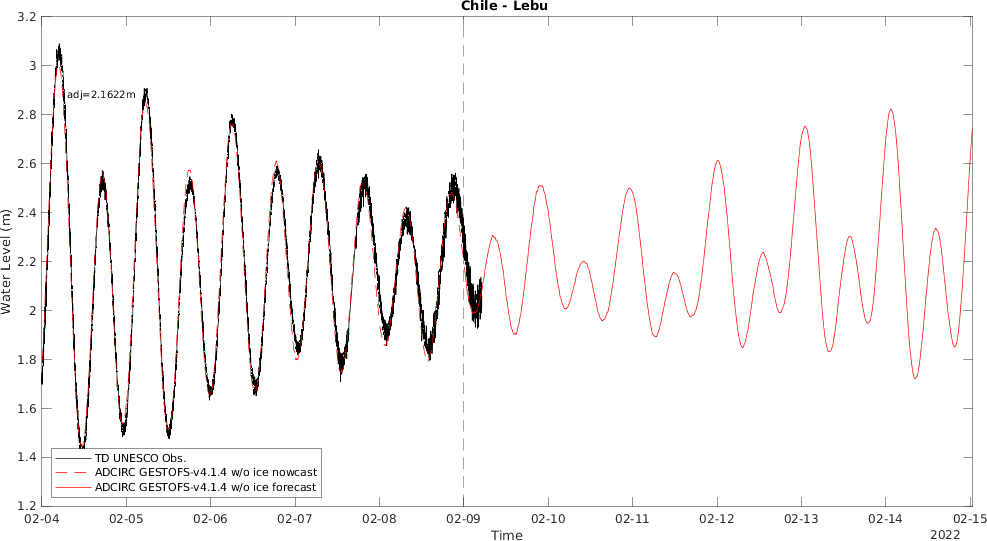 Chile - Lebu
3.2
3
2.8
2.6
2.4
2.2
2
1.8
1.6
1.4
1.2
Water Level (m)
adj=2.1622m
TD UNESCO Obs.
ADCIRC GESTOFS-v4.1.4 w/o ice nowcast
ADCIRC GESTOFS-v4.1.4 w/o ice forecast
02-04 02-05 02-06 02-07 02-08 02-09 02-10 02-11 02-12 02-13 02-14 02-15
Time
2022